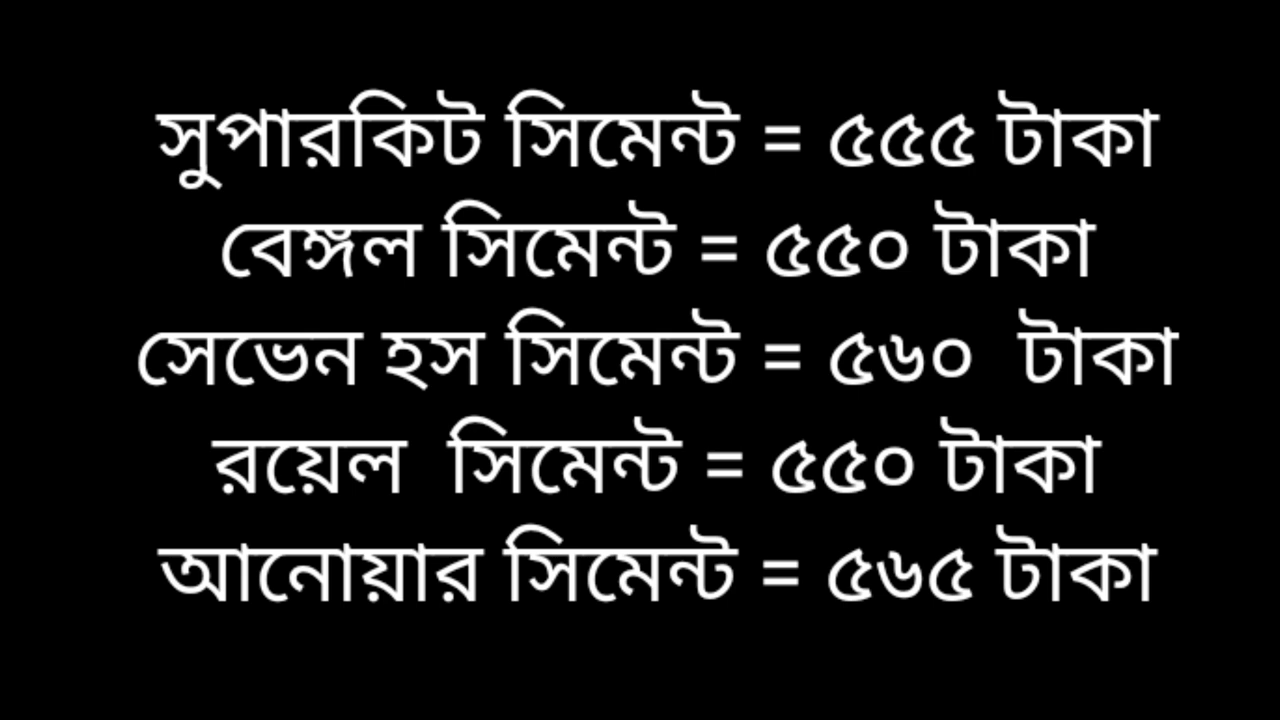 সুপারকিট সিমেন্ট = ৫৫৫ টাকা
বেঙ্গল সিমেন্ট = ৫৫০ টাকা
সেভেন হস সিমেন্ট = ৫৬০ টাকা
রয়েল সিমেন্ট = ৫৫০ টাকা
আনোয়ার সিমেন্ট = ৫৬৫ টাকা